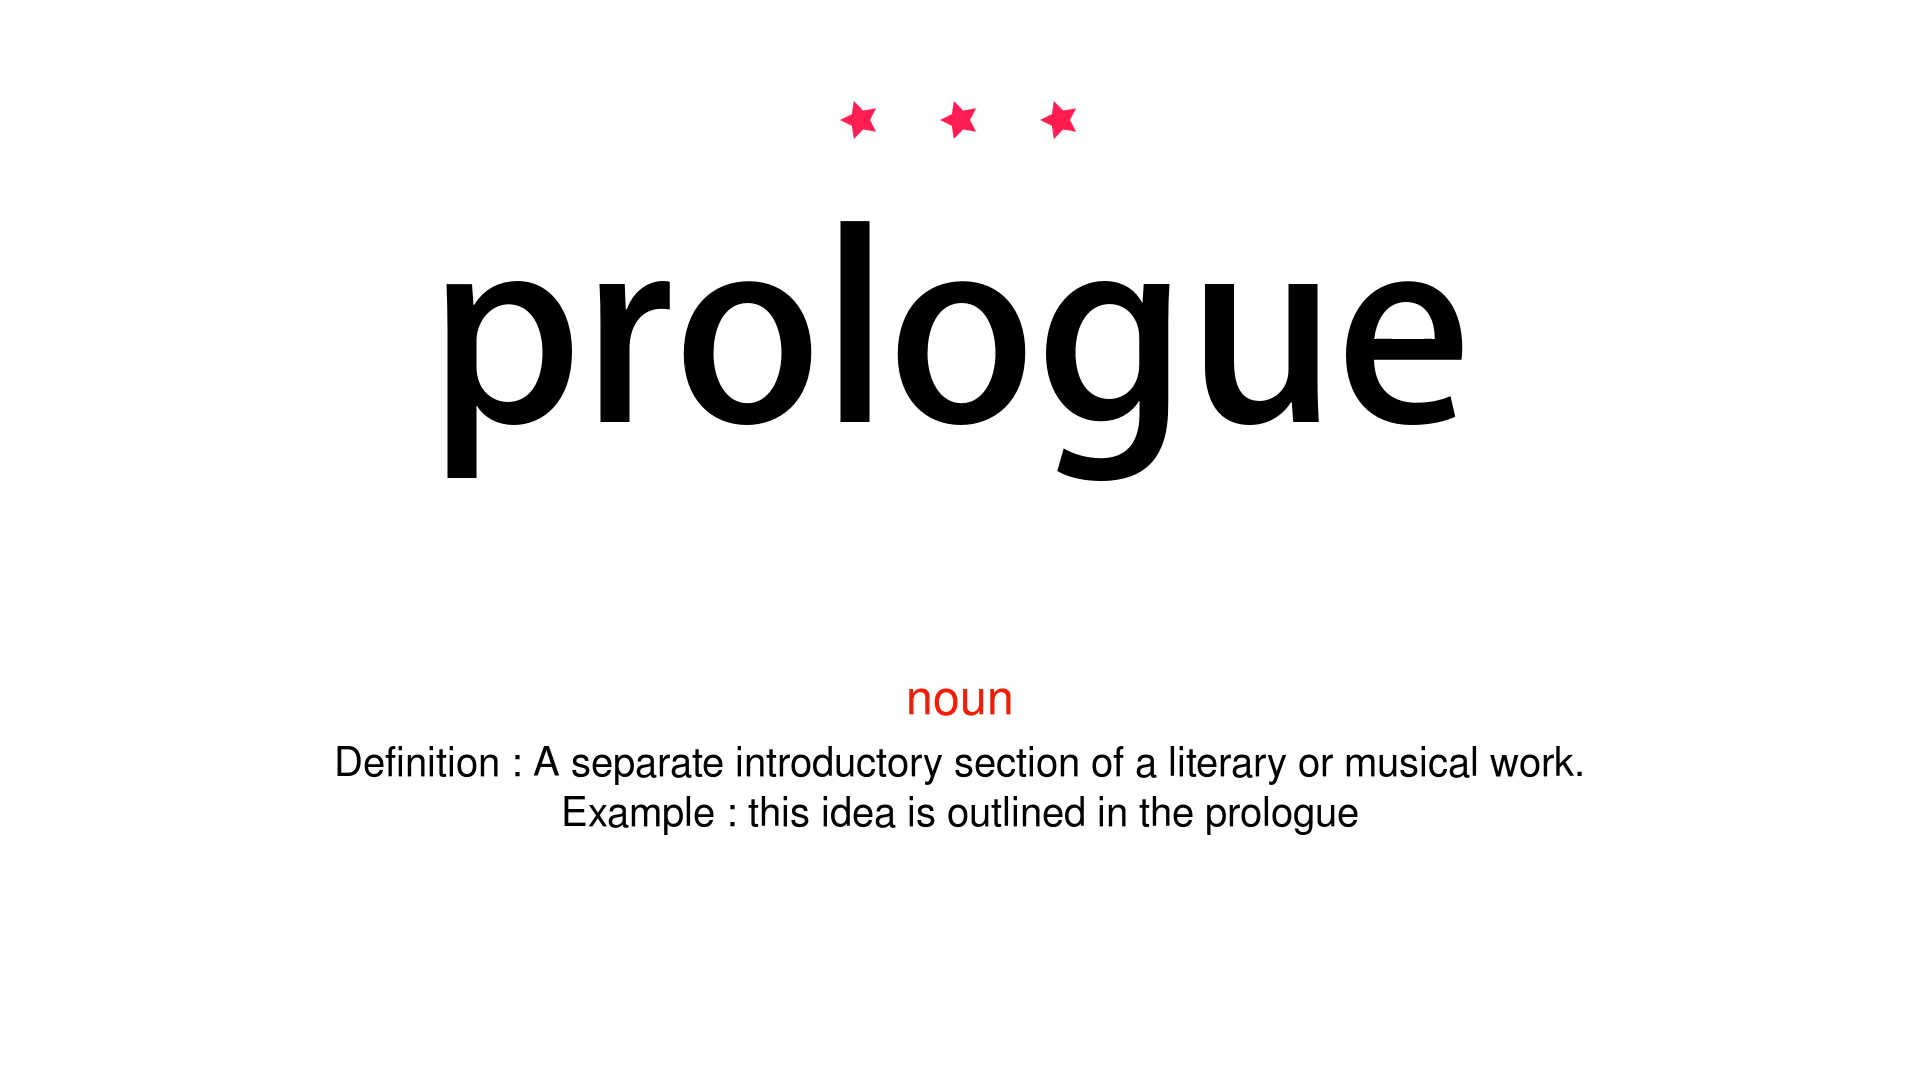 prologue
noun
Definition : A separate introductory section of a literary or musical work.
Example : this idea is outlined in the prologue